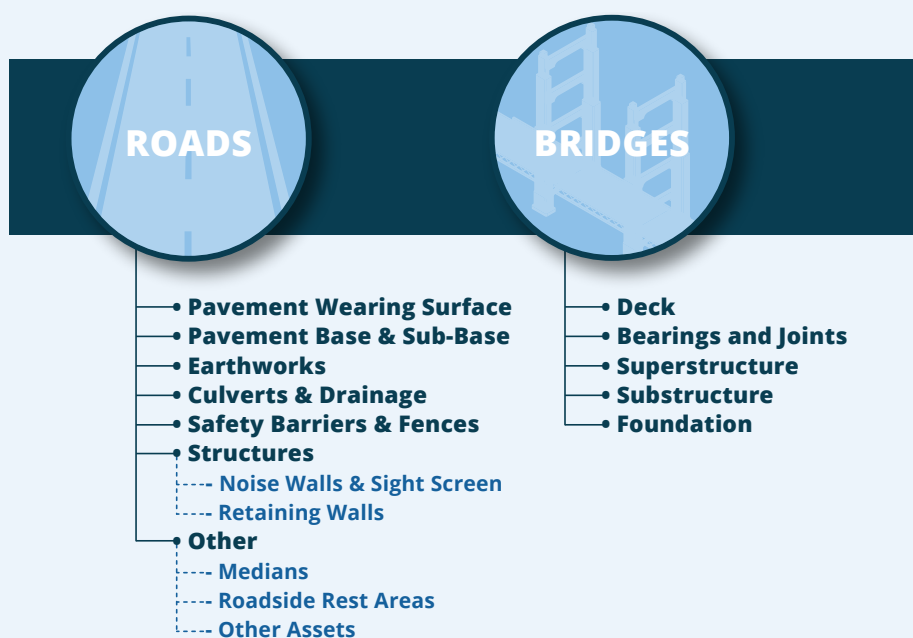 ROADS
Pavement Wearing Surface
Pavement Base & Sub-Base
Earthworks
Culverts & Drainage
Safety Barriers & Fences
Structures
- Noise Walls & Sight Screen
- Retaining Walls
Other
- Medians
- Roadside Rest Areas
- Other Assets
BRIDGES
Deck
Bearings and Joints
Superstructure
Substructure
Foundation